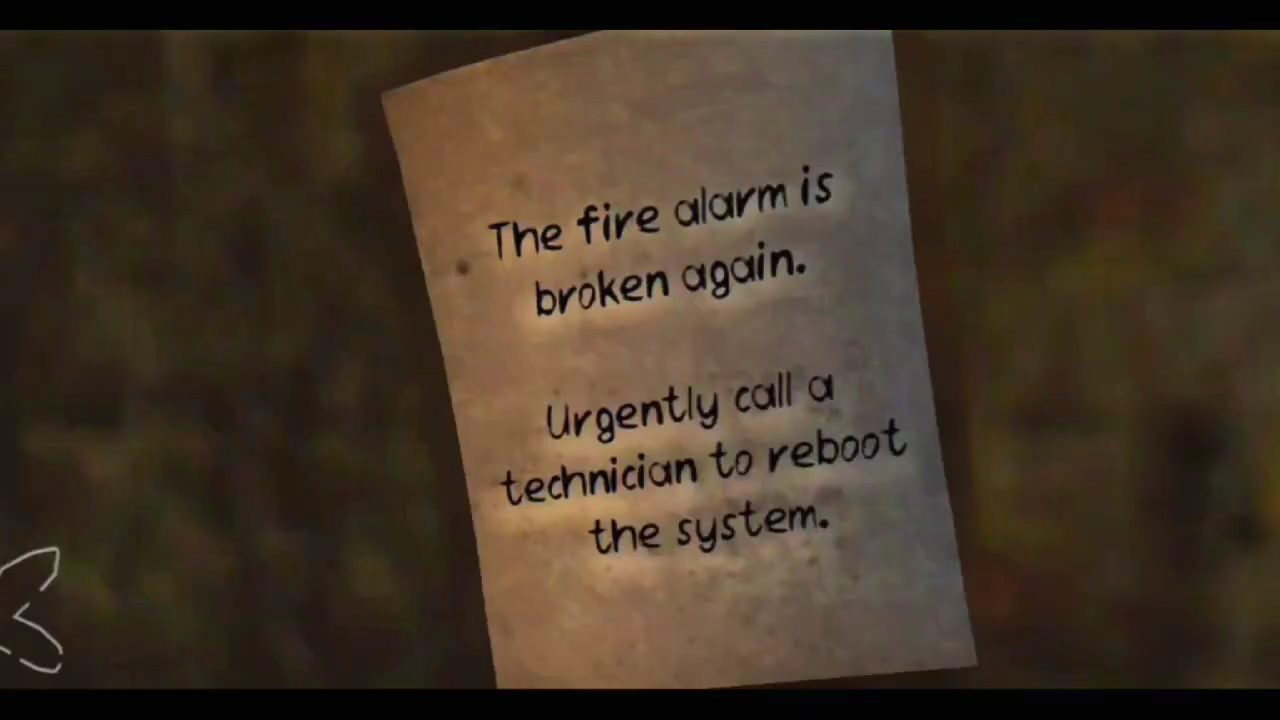 The fire alarm is
broken again.
Urgently call a
technician to reboot
the system.